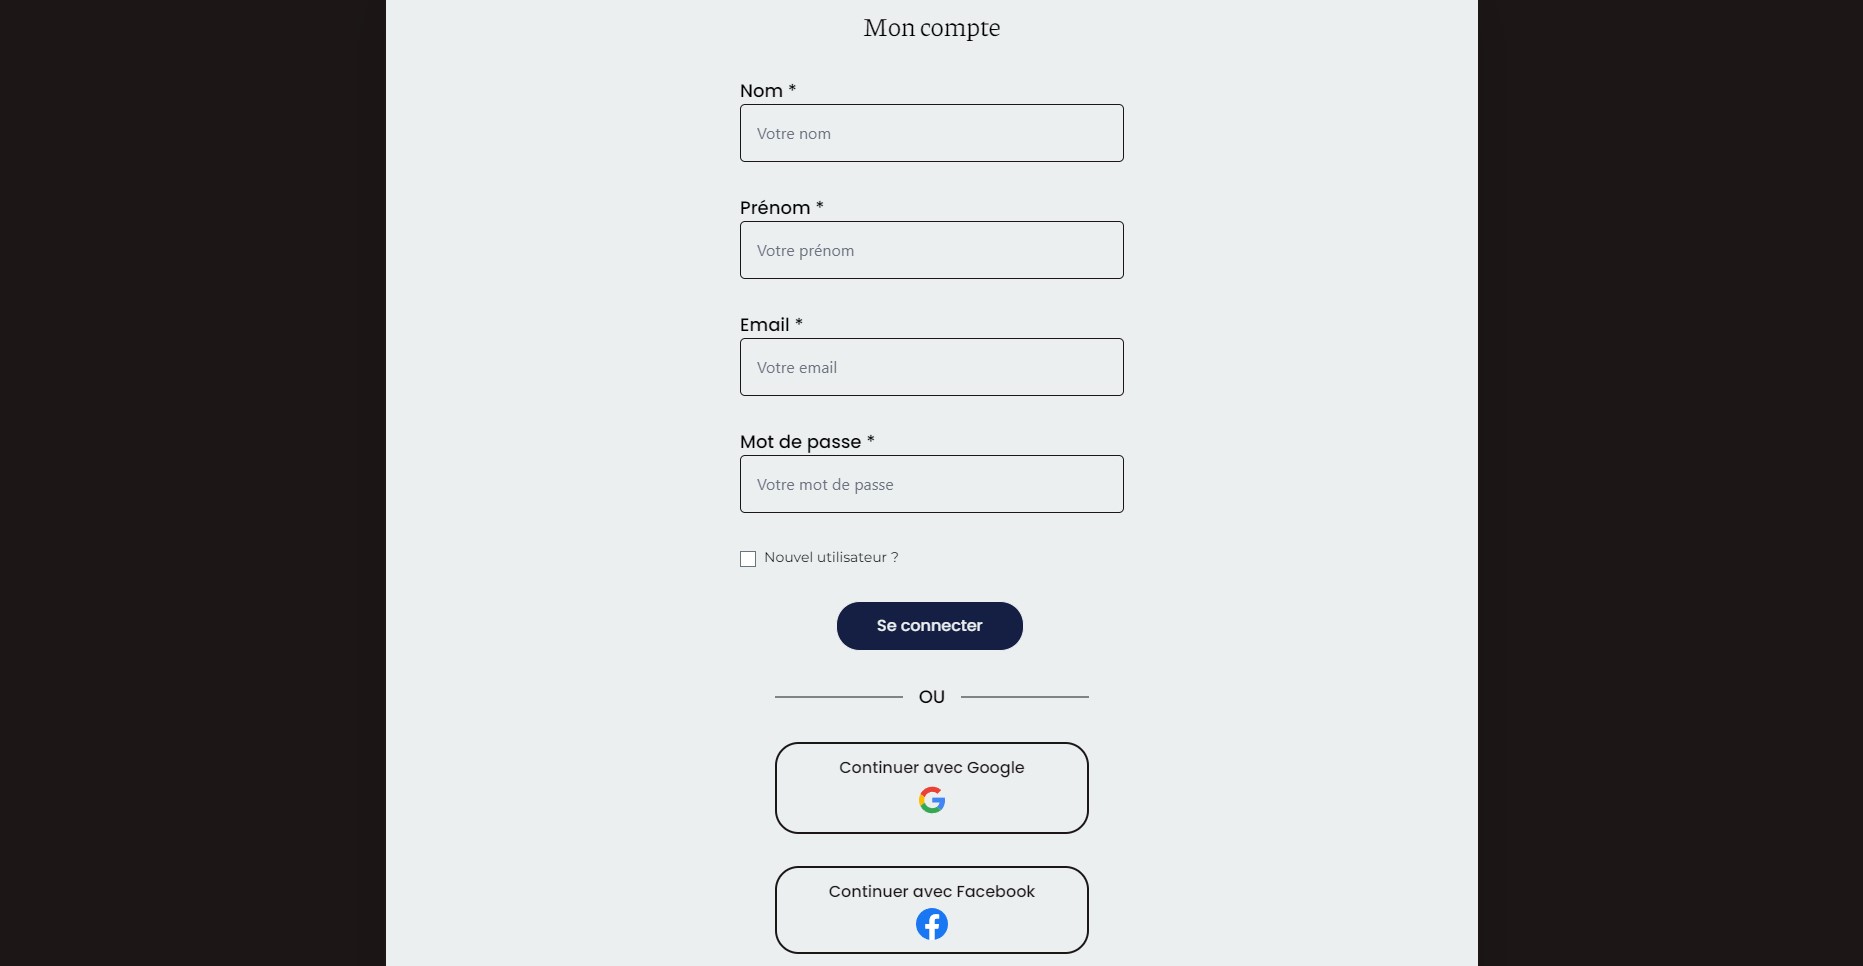 Mon compte
Nom *
Votre nom
Prénom *
Votre prénom
Email *
Votre email
Mot de passe *
Votre mot de passe
Nouvel utilisateur ?
Se connecter
OU
Continuer avec Google
Continuer avec Facebook